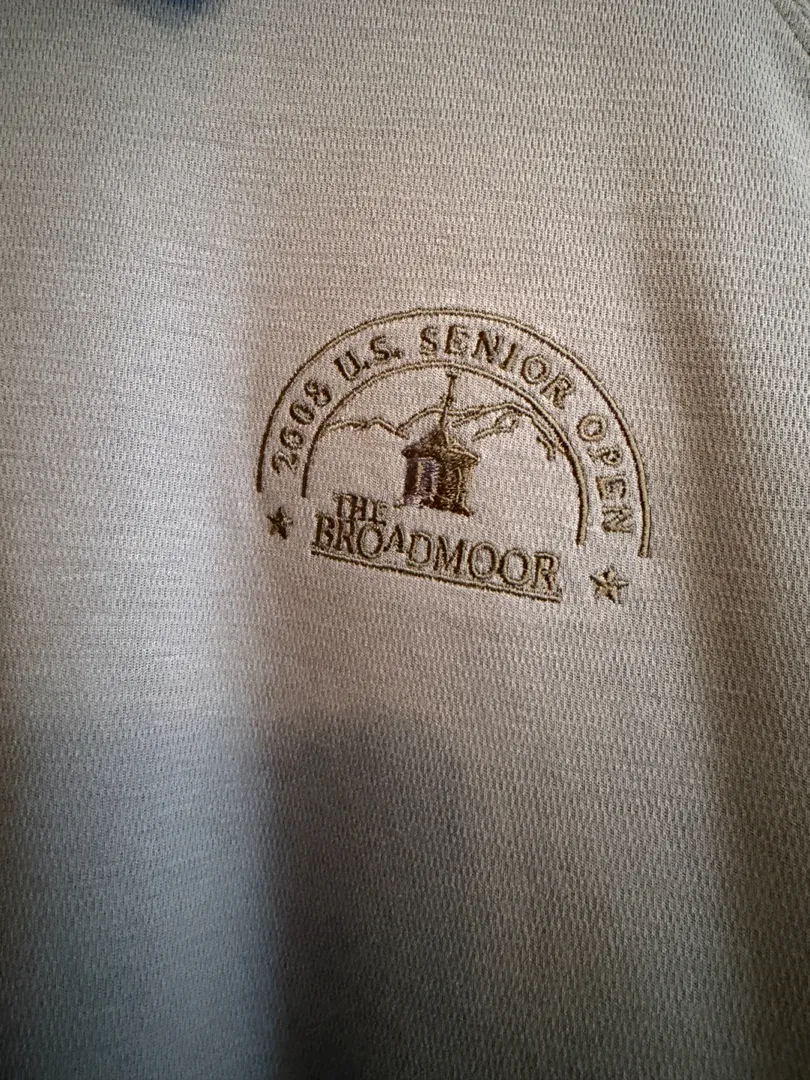 2008 U.S. SENIOR OPEN
THE
BROADMOOR